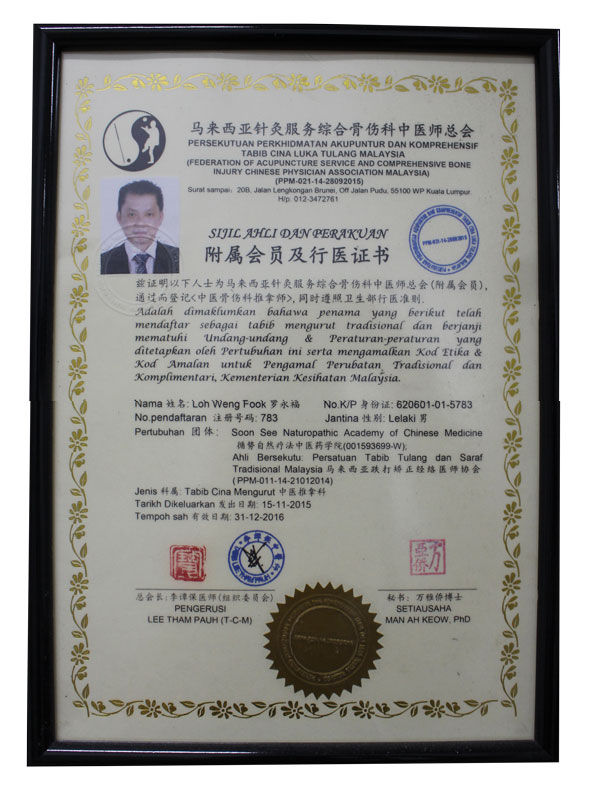 马来西亚针灸服务综合骨伤科中医师总会
PERSEKUTUAN PERKHIDMATAN AKUPUNTUR DAN KOMPREHENSIF
TABIB CINA LUKA TULANG MALAYSIA
(FEDERATION OF ACUPUNCTURE SERVICE AND COMPREHENSIVE BONE
INJURY CHINESE PHYSICIAN ASSOCIATION MALAYSIA)
(PPM-021-14-28092015)
Surat sampai: 20B, Jalan Lengkongan Brunei, Off Jalan Pudu, 55100 WP Kuala Lumpur.
H/p: 012-3472761
SIJIL AHLI DAN PERAKUAN
附属会员及行医证书
PPM-021-14-28092015
兹证明以下人士为马来西亚针灸服务综合骨伤科中医师总会(附属会员),
通过而登记<中医骨伤科推拿师>,同时遵照卫生部行医准则.
Adalah dimaklumkan bahawa penama yang berikut telah
mendaftar sebagai tabib mengurut tradisional dan berjanji
mematuhi Undang-undang & Peraturan-peraturan yang
ditetapkan oleh Pertubuhan ini serta mengamalkan Kod Etika &
Kod Amalan untuk Pengamal Perubatan Tradisional dan
Komplimentari, Kementerian Kesihatan Malaysia.
Nama 姓名: Loh Weng Fook 罗永福 No.K/P 身份证: 620601-01-5783
No.pendaftaran 注册号码: 783 Jantina 性别: Lelaki 男
Pertubuhan 团体: Soon See Naturopathic Academy of Chinese Medicine
循势自然疗法中医药学院(001593699-W);
Ahli Bersekutu: Persatuan Tabib Tulang dan Saraf
Tradisional Malaysia 马来西亚跌打矫正经络医师协会
(PPM-011-14-21012014)
Jenis 科属: Tabib Cina Mengurut 中医推拿科
Tarikh Dikeluarkan 发出日期: 15-11-2015
Tempoh sah 有效日期: 31-12-2016
总会长:李谭保医师(组织委员会)
PENGERUSI
LEE THAM PAUH (T-C-M)
秘书: 万雅侨博士
SETIAUSAHA
MAN AH KEOW, PhD